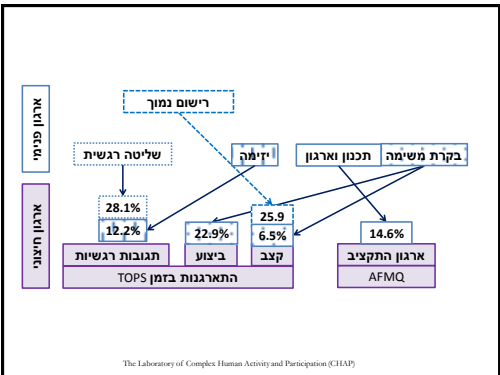 ארגון פנימי
רישום נמוך
שליטה רגשית
יזימה
תכנון וארגון
בקרת משימה
ארגון חיצוני
28.1%
12.2%
22.9%
25.9
6.5%
14.6%
תגובות רגשיות
ביצוע
קצב
ארגון התקציב
התארגנות בזמן TOPS
AFMQ
The Laboratory of Complex Human Activity and Participation (CHAP)